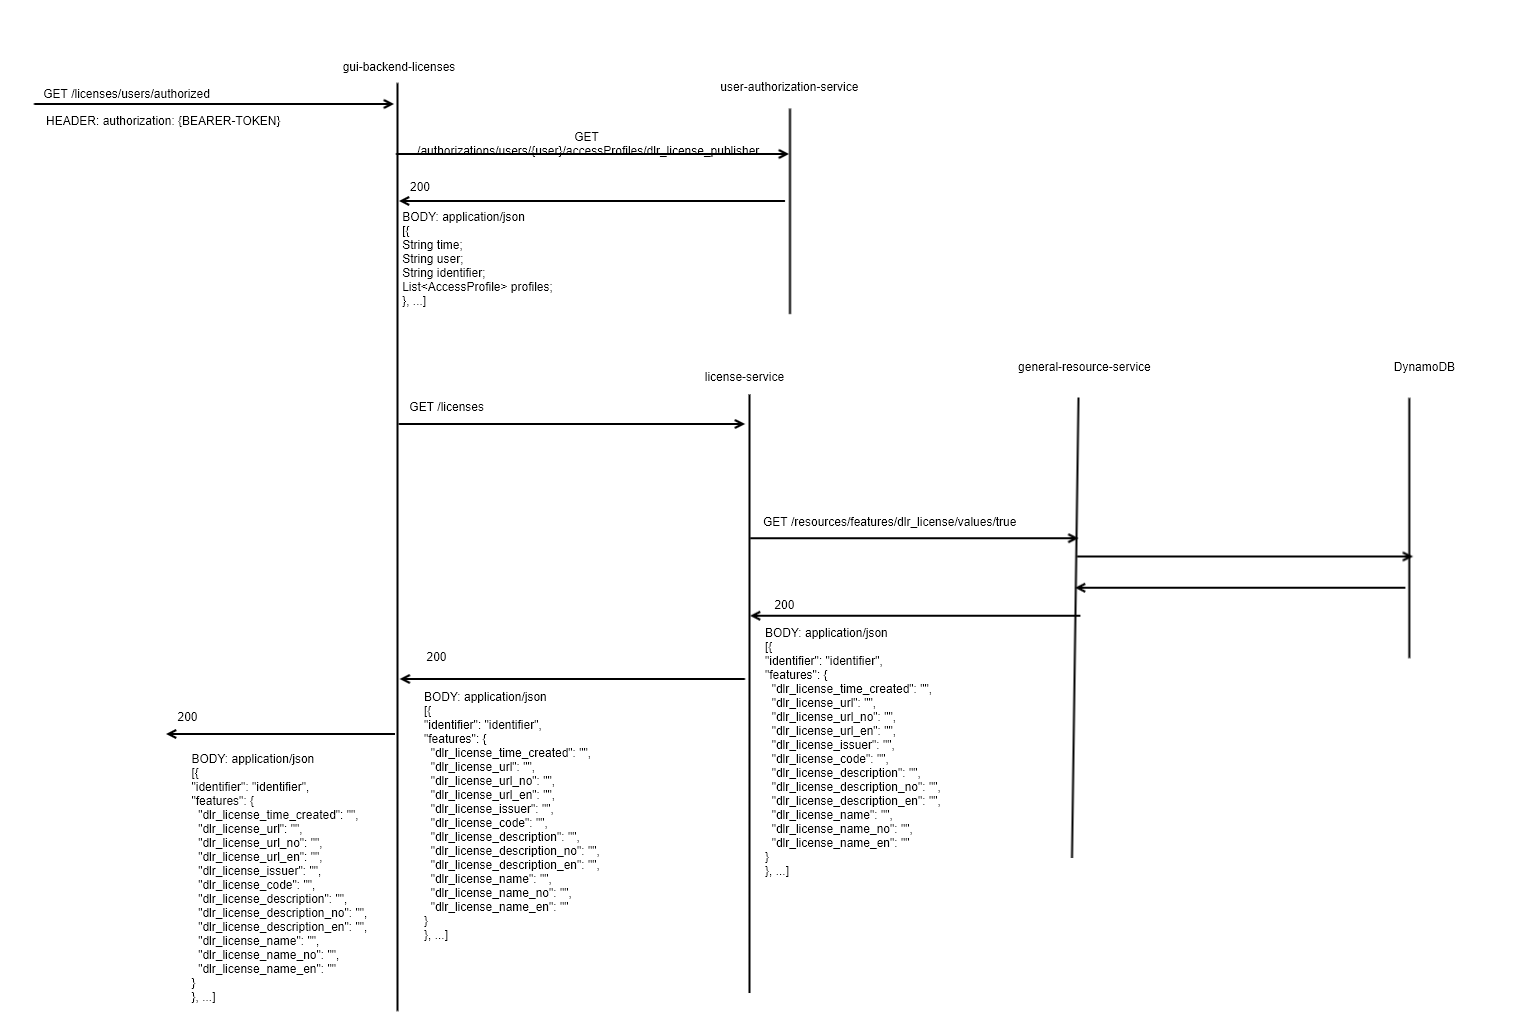 gui-backend-licenses
user-authorization-service
GET /licenses/users/authorized
HEADER: authorization: {BEARER-TOKEN}
GET
/authorizations/users/{user}/accessProfiles/dlr_license_publisher
200
BODY: application/json
[{
String time;
String user;
String identifier;
List<AccessProfile> profiles;
}, ...]
license-service
general-resource-service
DynamoDB
GET /licenses
GET /resources/features/dlr_license/values/true
200
BODY: application/json
[{
"identifier": "identifier",
"features": {
"dlr_license_time_created": "",
"dlr_license_url": "",
"dlr_license_url_no": "",
"dlr_license_url_en": "",
"dlr_license_issuer": "",
"dlr_license_code": "",
"dlr_license_description": "",
"dlr_license_description_no": "",
"dlr_license_description_en": "",
"dlr_license_name": "",
"dlr_license_name_no": "",
"dlr_license_name_en": ""
}
}, ...]
200
BODY: application/json
[{
"identifier": "identifier",
"features": {
"dlr_license_time_created": "",
"dlr_license_url": "",
"dlr_license_url_no": "",
"dlr_license_url_en": "",
"dlr_license_issuer": "",
"dlr_license_code": "",
"dlr_license_description": "",
"dlr_license_description_no": "",
"dlr_license_description_en": "",
"dlr_license_name": "",
"dlr_license_name_no": "",
"dlr_license_name_en": ""
}
}, ...]
200
BODY: application/json
[{
"identifier": "identifier",
"features": {
"dlr_license_time_created": "",
"dlr_license_url": "",
"dlr_license_url_no": "",
"dlr_license_url_en": "",
"dlr_license_issuer": "",
"dlr_license_code": "",
"dlr_license_description": "",
"dlr_license_description_no": "",
"dlr_license_description_en": "",
"dlr_license_name": "",
"dlr_license_name_no": "",
"dlr_license_name_en": ""
}
}, ...]